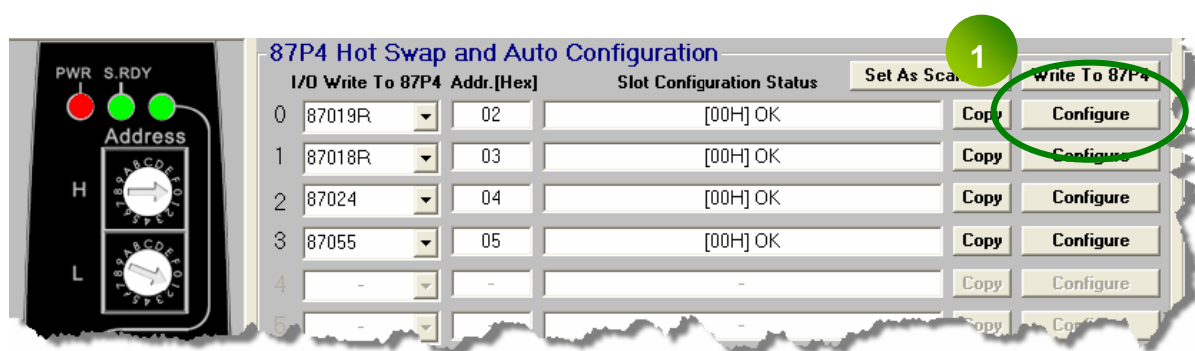 PWR S.RDY
Address
H
L
87P4 Hot Swap and Auto Configuration
1
I/O Write To 87P4 Addr.[Hex] Slot Configuration Status Set As Write To 87P4
0 87019R 02 [00H] OK Copy Configure
1 87018R 03 [00H] OK Copy Configure
2 87024 04 [00H] OK Copy Configure
3 87055 05 [00H] OK Copy Configure
4 - - - Copy Configure
5 - - - Copy